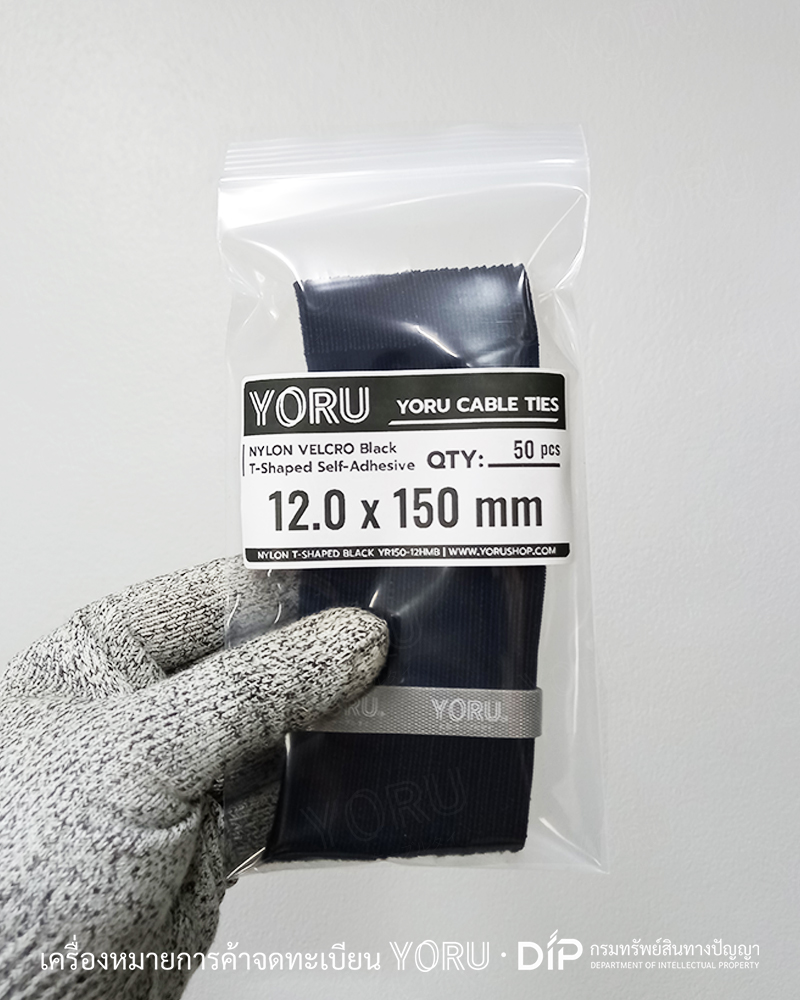 YORU YORU CABLE TIES
NYLON VELCRO Black
T-Shaped Self-Adhesive
QTY: 50 pcs
12.0 x 150 mm
NYLON T-SHAPED BLACK YR150-12HMB | WWW.YORUSHOP.COM
YORU
YORU
เครื่องหมายการค้าจดทะเบียน YORU · DIP กรมทรัพย์สินทางปัญญา
DEPARTMENT OF INTELLECTUAL PROPERTY